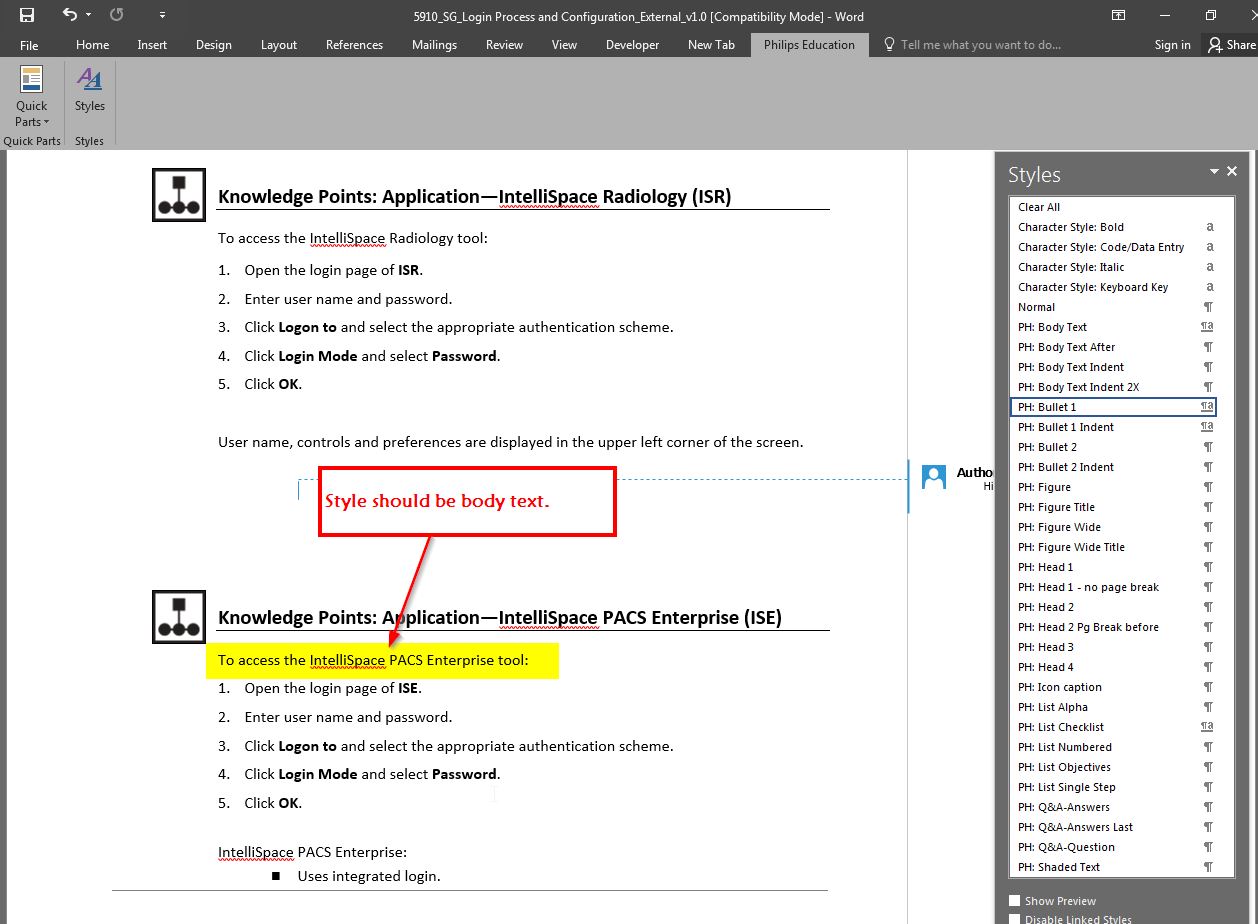 5910_SG_Login Process and Configuration_External_v1.0 [Compatibility Mode] - Word
File Home Insert Design Layout References Mailings Review View Developer New Tab Philips Education Tell me what you want to do... Sign in Share
Quick Parts
Styles
Quick Parts
Styles
Knowledge Points: Application—IntelliSpace Radiology (ISR)
To access the IntelliSpace Radiology tool:
1. Open the login page of ISR.
2. Enter user name and password.
3. Click Logon to and select the appropriate authentication scheme.
4. Click Login Mode and select Password.
5. Click OK.
User name, controls and preferences are displayed in the upper left corner of the screen.
Autho
Hi
Style should be body text.
Knowledge Points: Application—IntelliSpace PACS Enterprise (ISE)
To access the IntelliSpace PACS Enterprise tool:
1. Open the login page of ISE.
2. Enter user name and password.
3. Click Logon to and select the appropriate authentication scheme.
4. Click Login Mode and select Password.
5. Click OK.
IntelliSpace PACS Enterprise:
■ Uses integrated login.
Styles
Clear All
Character Style: Bold a
Character Style: Code/Data Entry a
Character Style: Italic a
Character Style: Keyboard Key a
Normal ¶
PH: Body Text ¶a
PH: Body Text After ¶
PH: Body Text Indent ¶
PH: Body Text Indent 2X ¶
PH: Bullet 1 ¶a
PH: Bullet 1 Indent ¶a
PH: Bullet 2 ¶
PH: Bullet 2 Indent ¶
PH: Figure ¶
PH: Figure Title ¶
PH: Figure Wide ¶
PH: Figure Wide Title ¶
PH: Head 1 ¶
PH: Head 1 - no page break ¶
PH: Head 2 ¶
PH: Head 2 Pg Break before ¶
PH: Head 3 ¶
PH: Head 4 ¶
PH: Icon caption ¶
PH: List Alpha ¶
PH: List Checklist ¶a
PH: List Numbered ¶
PH: List Objectives ¶
PH: List Single Step ¶
PH: Q&A-Answers ¶
PH: Q&A-Answers Last ¶
PH: Q&A-Question ¶
PH: Shaded Text ¶
Show Preview
Disable Linked Styles